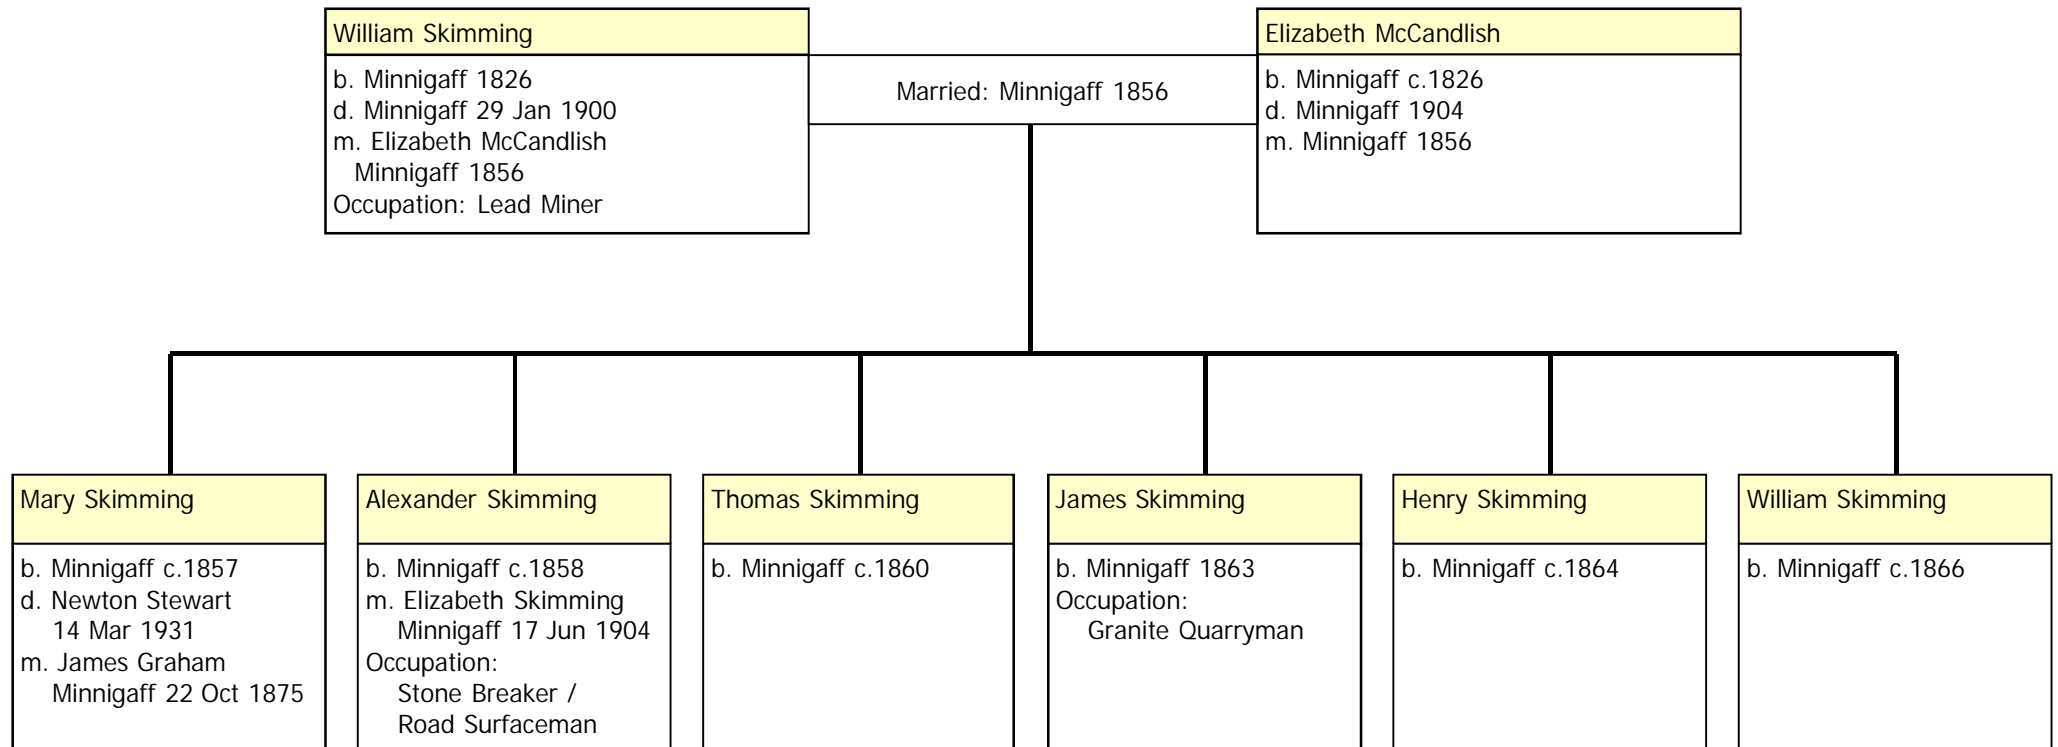 William Skimming
b. Minnigaff 1826
d. Minnigaff 29 Jan 1900
m. Elizabeth McCandlish
Minnigaff 1856
Occupation: Lead Miner
Married: Minnigaff 1856
Elizabeth McCandlish
b. Minnigaff c.1826
d. Minnigaff 1904
m. Minnigaff 1856
Mary Skimming
b. Minnigaff c.1857
d. Newton Stewart
14 Mar 1931
m. James Graham
Minnigaff 22 Oct 1875
Alexander Skimming
b. Minnigaff c.1858
m. Elizabeth Skimming
Minnigaff 17 Jun 1904
Occupation:
Stone Breaker /
Road Surfaceman
Thomas Skimming
b. Minnigaff c.1860
James Skimming
b. Minnigaff 1863
Occupation:
Granite Quarryman
Henry Skimming
b. Minnigaff c.1864
William Skimming
b. Minnigaff c.1866